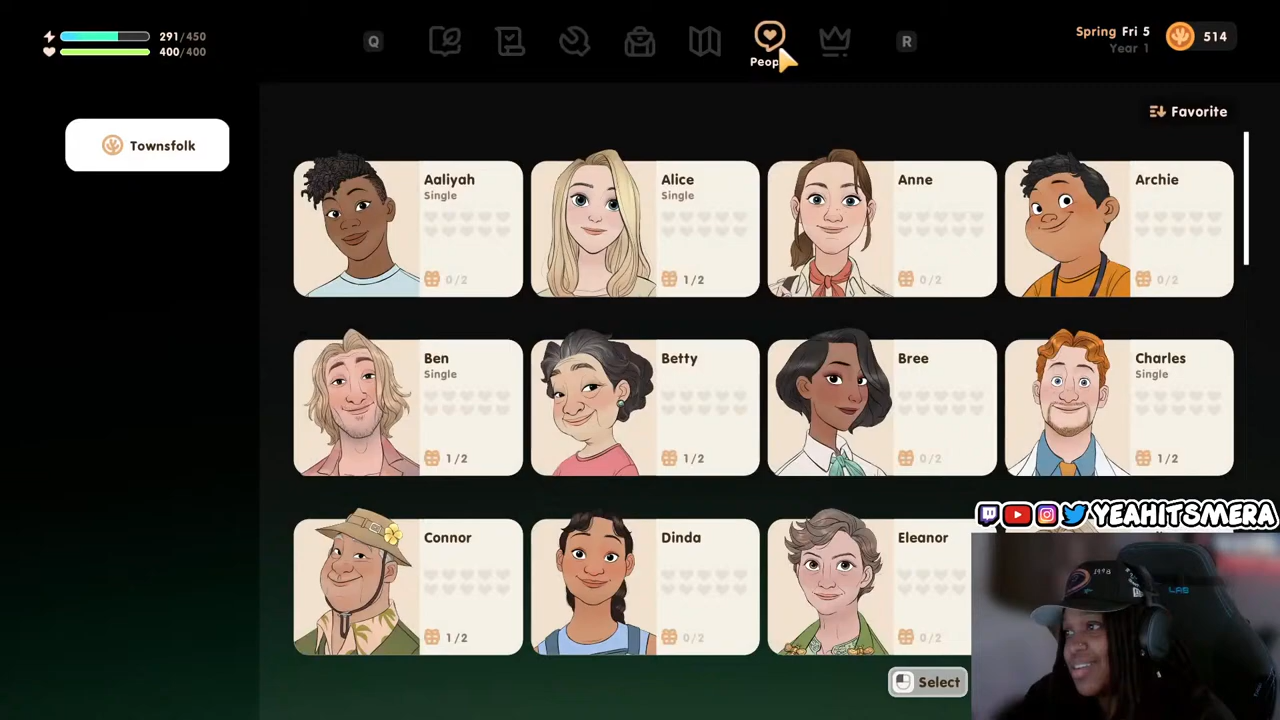 291/450
400/400
Q
Peop
R
Spring Fri 5
Year 1
514
Townsfolk
Favorite
Aaliyah
Single
0/2
Alice
Single
1/2
Anne
0/2
Archie
0/2
Ben
Single
1/2
Betty
1/2
Bree
0/2
Charles
Single
1/2
Connor
1/2
Dinda
0/2
Eleanor
0/2
YEAHITSMERA
Select
1998